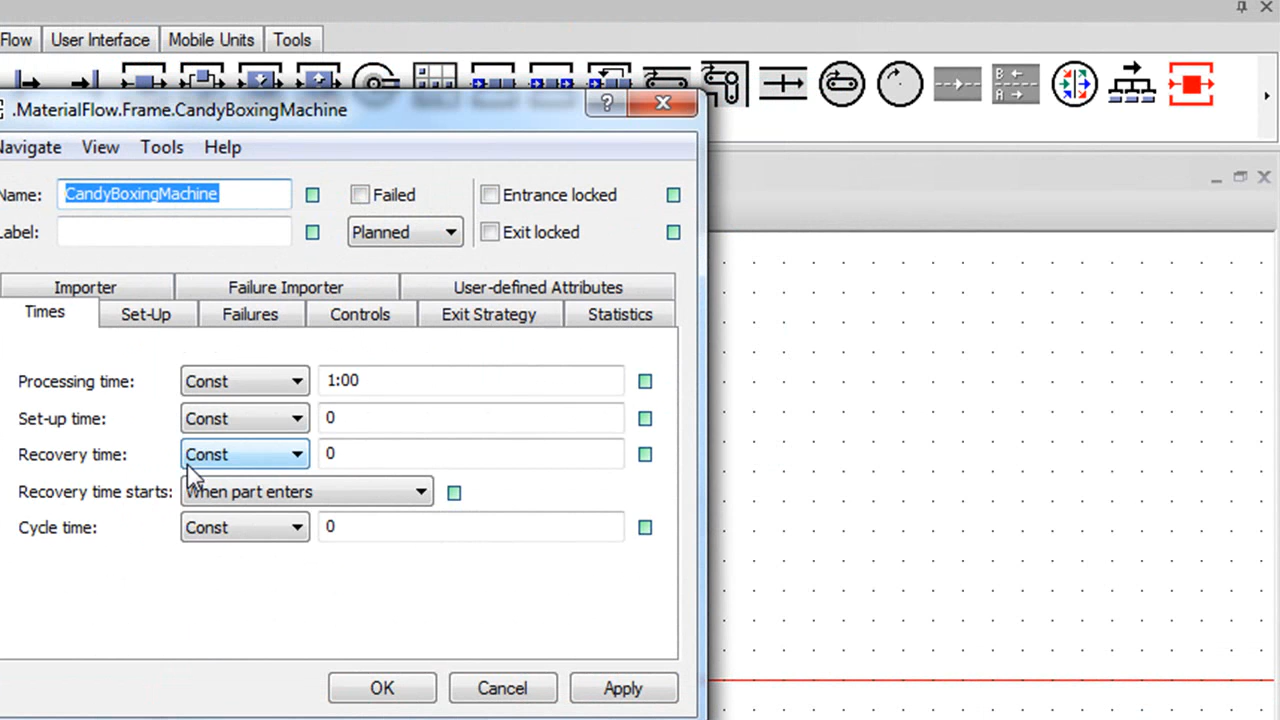 Flow User Interface Mobile Units Tools
B
A
.MaterialFlow.Frame.CandyBoxingMachine ?
Navigate View Tools Help
Name: CandyBoxingMachine Failed Entrance locked
Label: Planned Exit locked
Importer Failure Importer User-defined Attributes
Times Set-Up Failures Controls Exit Strategy Statistics
Processing time: Const 1:00
Set-up time: Const 0
Recovery time: Const 0
Recovery time starts: When part enters
Cycle time: Const 0
OK Cancel Apply